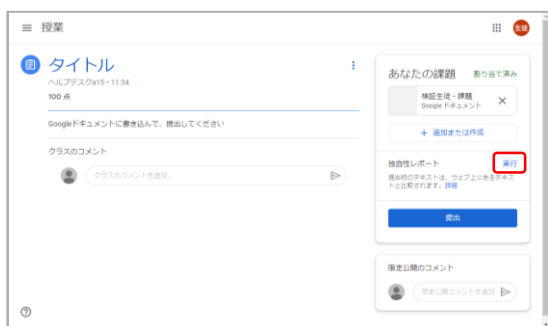 授業
生徒
タイトル
ヘルプデスクa15・11:34
100 点
Googleドキュメントに書き込んで、提出してください
クラスのコメント
クラスのコメントを追加…
あなたの課題 割り当て済み
検証生徒 - 課題
Google ドキュメント
+ 追加または作成
独自性レポート 実行
提出前のテキストは、ウェブ上にあるテキス
トと比較されます。詳細
提出
限定公開のコメント
限定公開コメントを追加